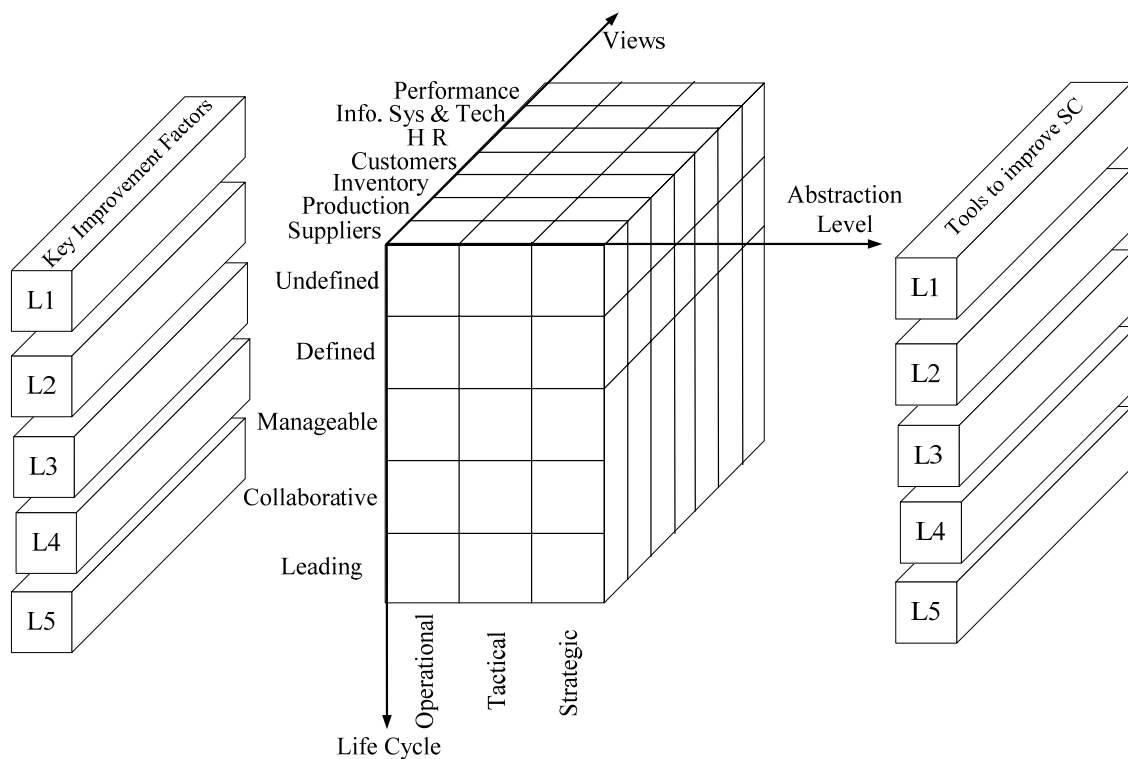 Views
Performance
Info. Sys & Tech
H R
Customers
Inventory
Production
Suppliers
Abstraction
Level
Key Improvement Factors
L1
L2
L3
L4
L5
Undefined
Defined
Manageable
Collaborative
Leading
Operational
Tactical
Strategic
Life Cycle
Tools to improve SC
L1
L2
L3
L4
L5